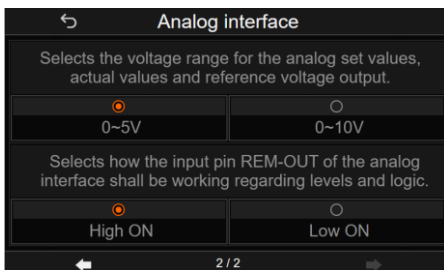 Analog interface
Selects the voltage range for the analog set values,
actual values and reference voltage output.
0~5V
0~10V
Selects how the input pin REM-OUT of the analog
interface shall be working regarding levels and logic.
High ON
Low ON
2 / 2